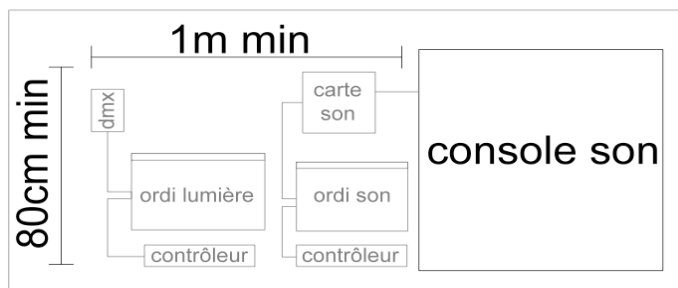 1m min
80cm min
dmx
carte
son
console son
ordi lumière
ordi son
contrôleur
contrôleur